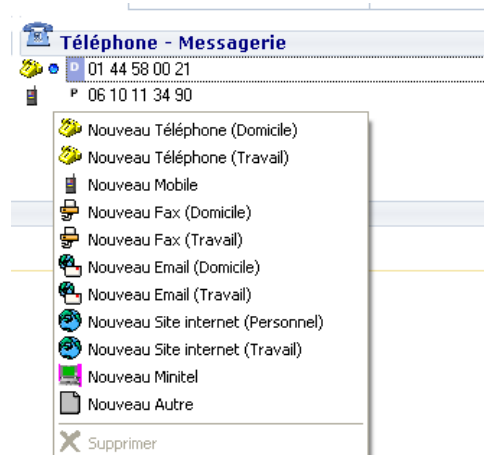 Téléphone - Messagerie
D 01 44 58 00 21
P 06 10 11 34 90
Nouveau Téléphone (Domicile)
Nouveau Téléphone (Travail)
Nouveau Mobile
Nouveau Fax (Domicile)
Nouveau Fax (Travail)
Nouveau Email (Domicile)
Nouveau Email (Travail)
Nouveau Site internet (Personnel)
Nouveau Site internet (Travail)
Nouveau Minitel
Nouveau Autre
Supprimer